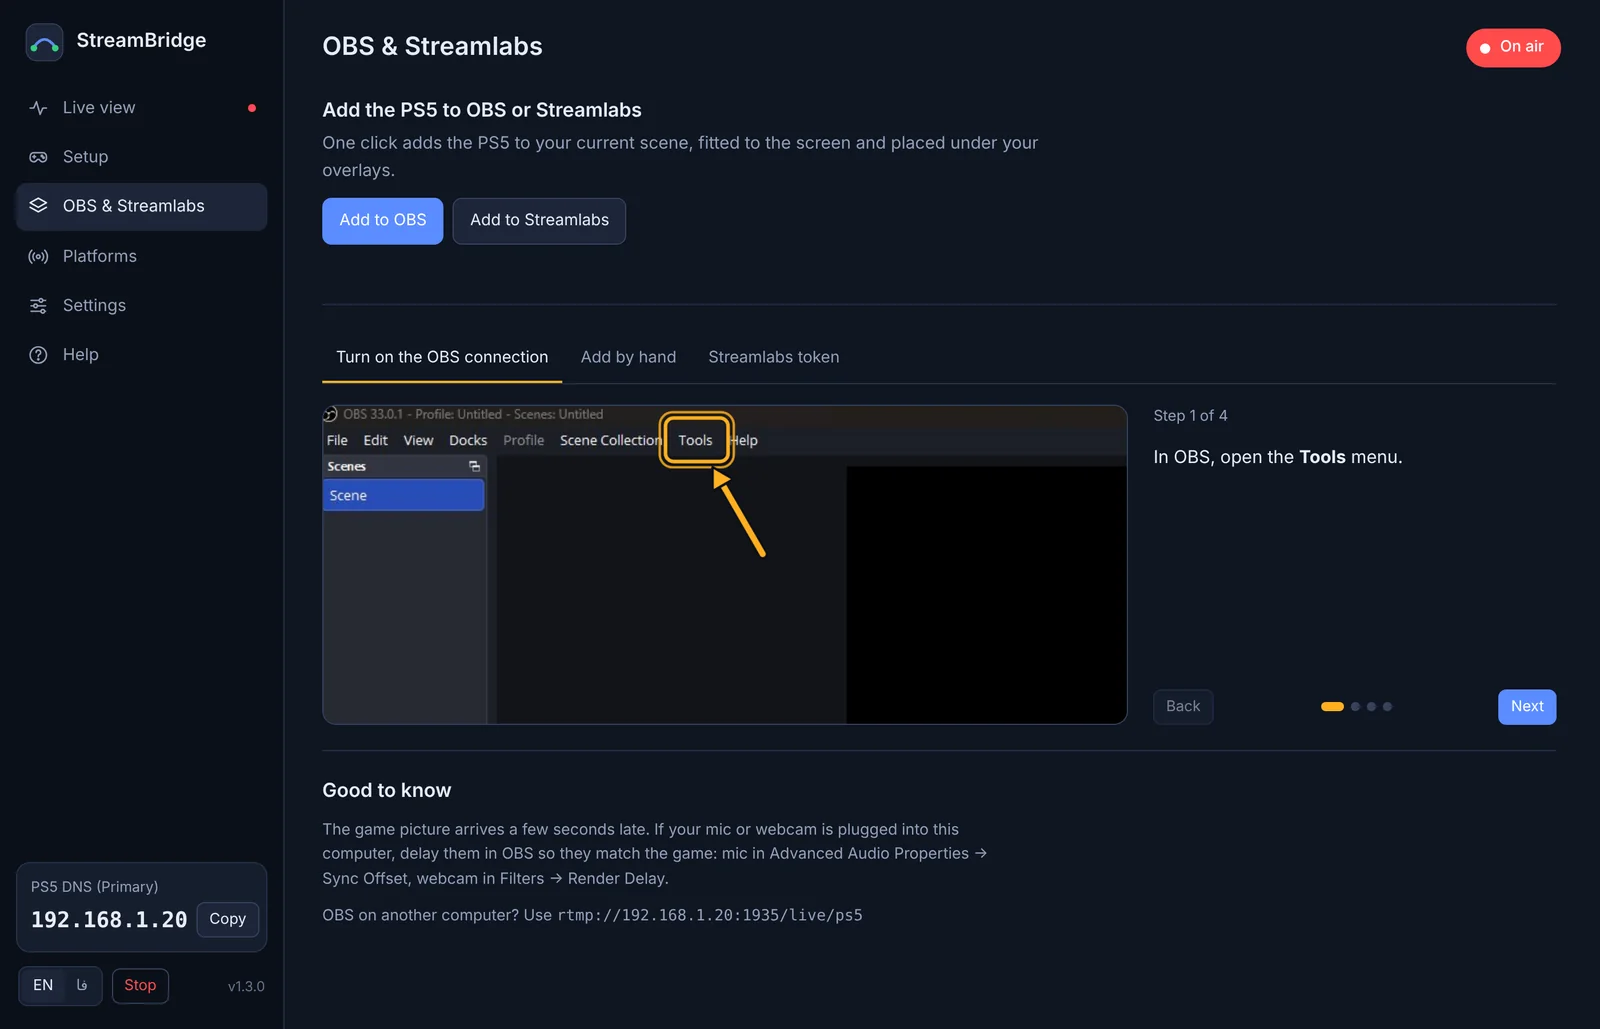 StreamBridge
Live view
Setup
OBS & Streamlabs
Platforms
Settings
Help
PS5 DNS (Primary)
192.168.1.20
Copy
EN
فا
Stop
v1.3.0
OBS & Streamlabs
On air
Add the PS5 to OBS or Streamlabs
One click adds the PS5 to your current scene, fitted to the screen and placed under your
overlays.
Add to OBS
Add to Streamlabs
Turn on the OBS connection
Add by hand
Streamlabs token
OBS 33.0.1 - Profile: Untitled - Scenes: Untitled
File Edit View Docks Profile Scene Collection Tools Help
Scenes
Scene
Step 1 of 4
In OBS, open the Tools menu.
Back
Next
Good to know
The game picture arrives a few seconds late. If your mic or webcam is plugged into this
computer, delay them in OBS so they match the game: mic in Advanced Audio Properties →
Sync Offset, webcam in Filters → Render Delay.
OBS on another computer? Use rtmp://192.168.1.20:1935/live/ps5